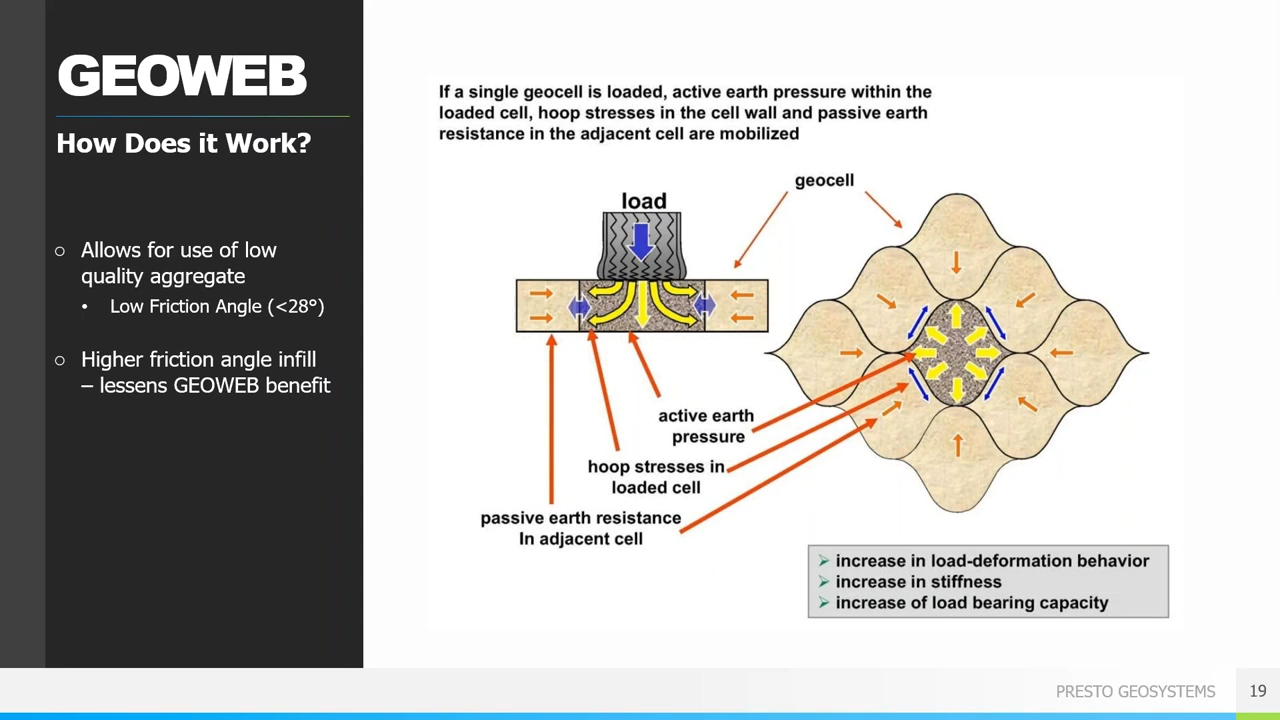 GEOWEB
How Does it Work?
○ Allows for use of low
quality aggregate
• Low Friction Angle (<28°)
○ Higher friction angle infill
– lessens GEOWEB benefit
If a single geocell is loaded, active earth pressure within the
loaded cell, hoop stresses in the cell wall and passive earth
resistance in the adjacent cell are mobilized
geocell
load
active earth
pressure
hoop stresses in
loaded cell
passive earth resistance
In adjacent cell
➢ increase in load-deformation behavior
➢ increase in stiffness
➢ increase of load bearing capacity
PRESTO GEOSYSTEMS
19